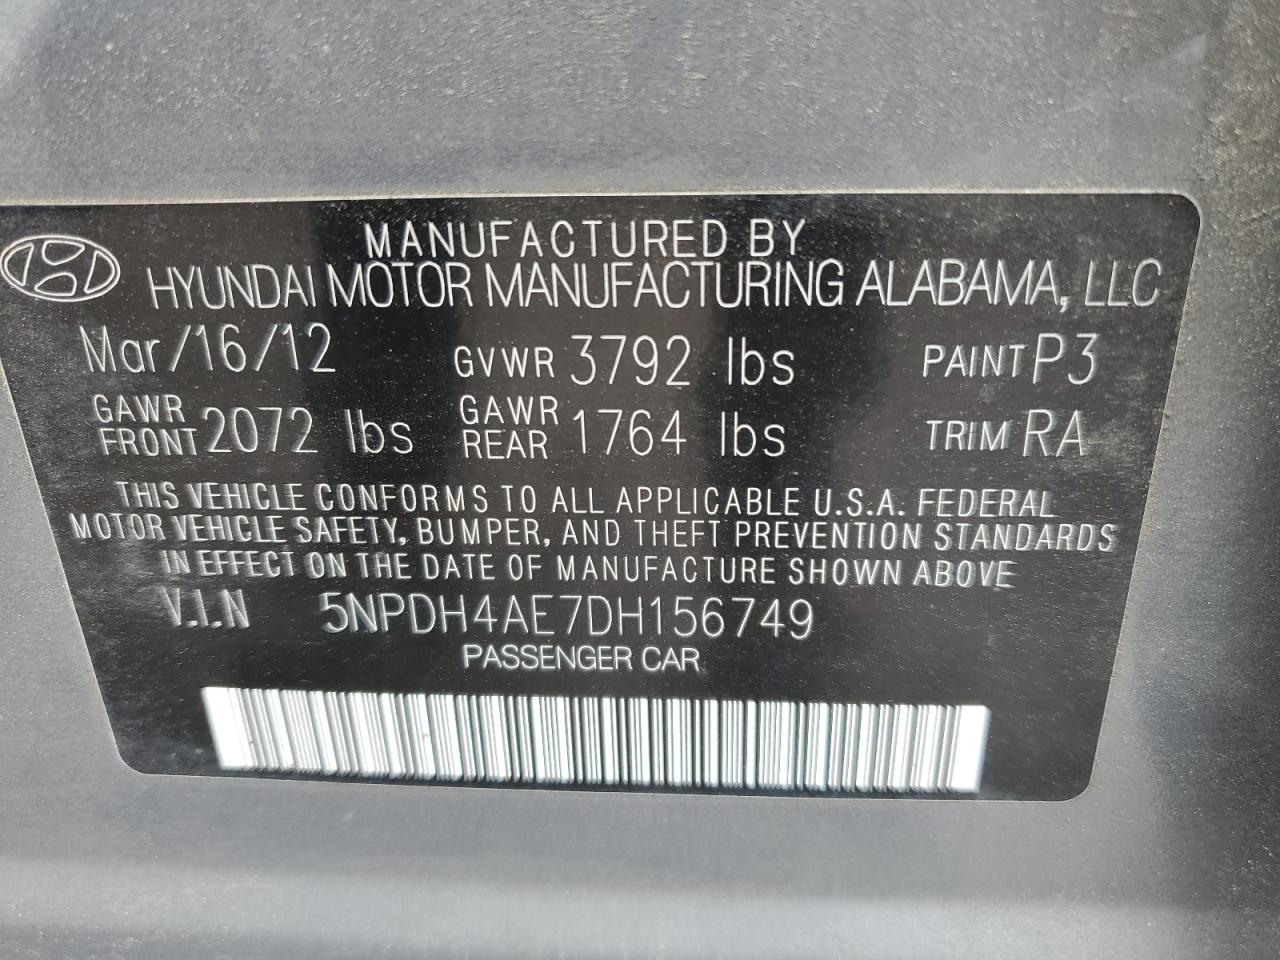 MANUFACTURED BY
HYUNDAI MOTOR MANUFACTURING ALABAMA, LLC
Mar/16/12 GVWR 3792 lbs PAINT P3
GAWR FRONT 2072 lbs GAWR REAR 1764 lbs TRIM RA
THIS VEHICLE CONFORMS TO ALL APPLICABLE U.S.A. FEDERAL
MOTOR VEHICLE SAFETY, BUMPER, AND THEFT PREVENTION STANDARDS
IN EFFECT ON THE DATE OF MANUFACTURE SHOWN ABOVE
V.I.N 5NPDH4AE7DH156749
PASSENGER CAR